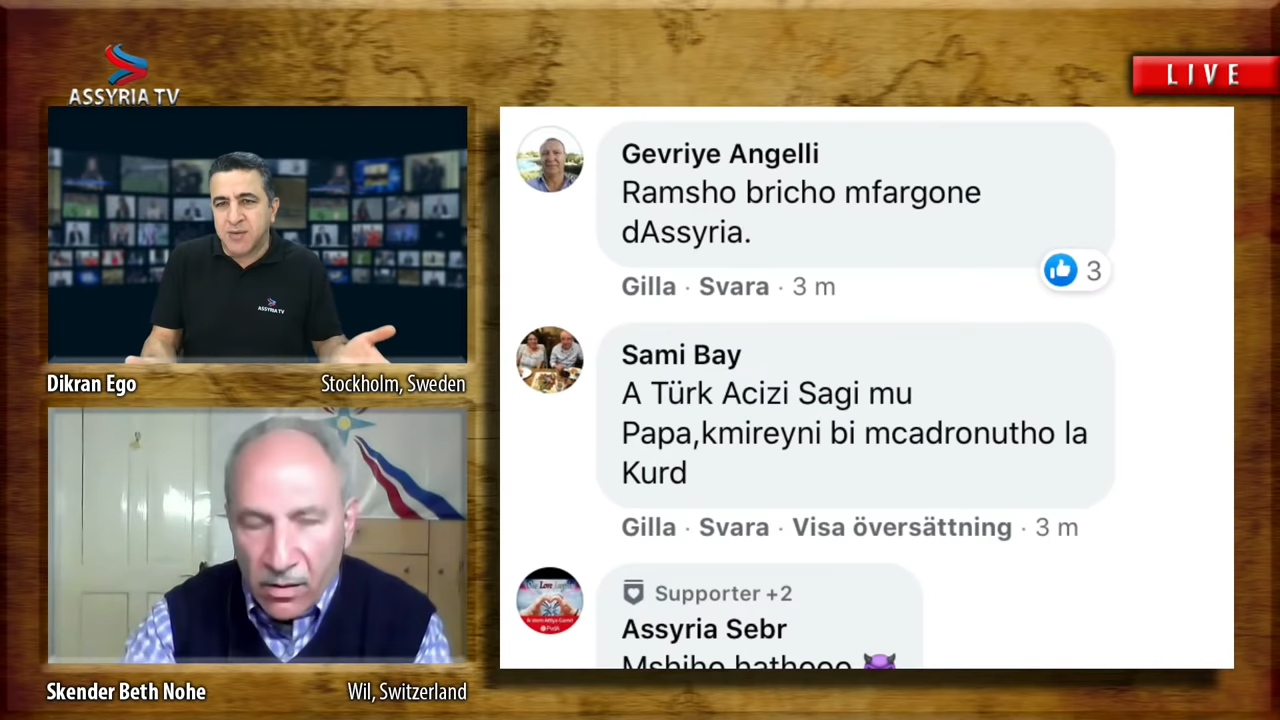 ASSYRIA TV
LIVE
ASSYRIA TV
Dikran Ego
Stockholm, Sweden
Skender Beth Nohe
Wil, Switzerland
Gevriye Angelli
Ramsho bricho mfargone
dAssyria.
3
Gilla · Svara · 3 m
Sami Bay
A Türk Acizi Sagi mu
Papa,kmireyni bi mcadronutho la
Kurd
Gilla · Svara · Visa översättning · 3 m
Supporter +2
Assyria Sebr
Mshiho hathooo